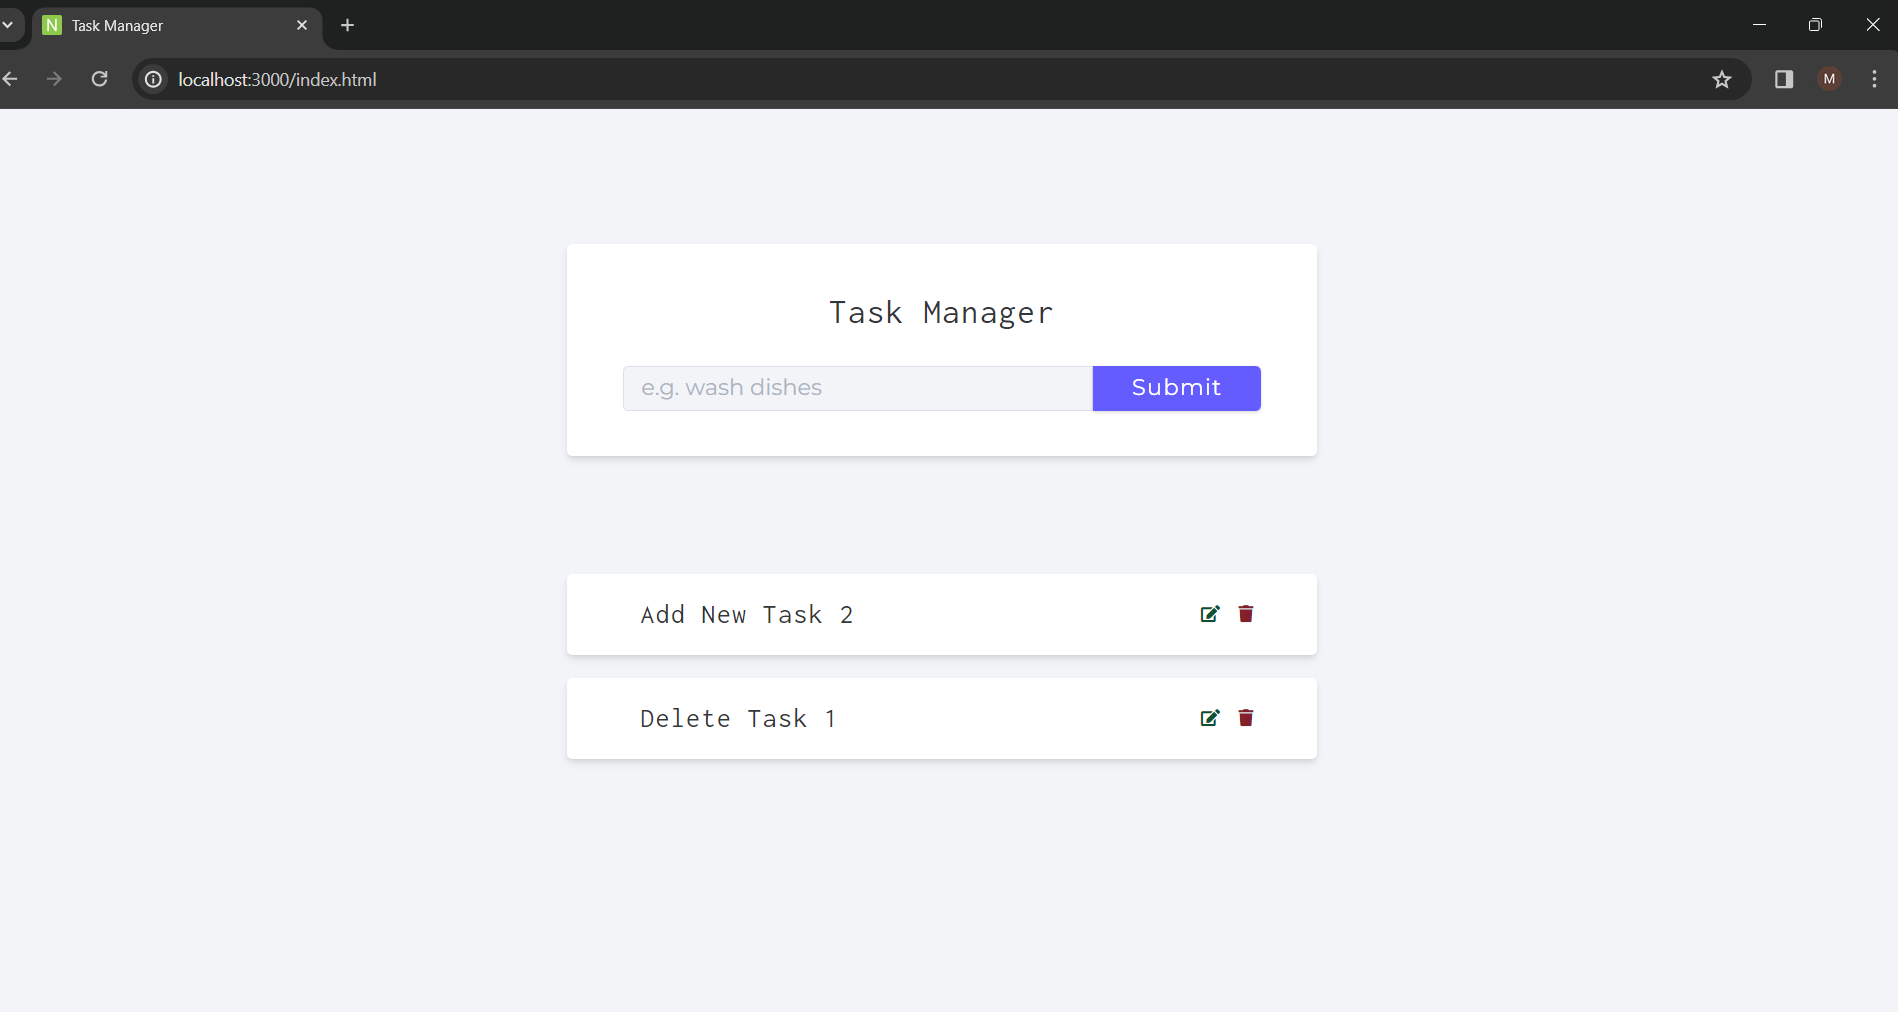 N Task Manager
localhost:3000/index.html
M
Task Manager
e.g. wash dishes
Submit
Add New Task 2
Delete Task 1